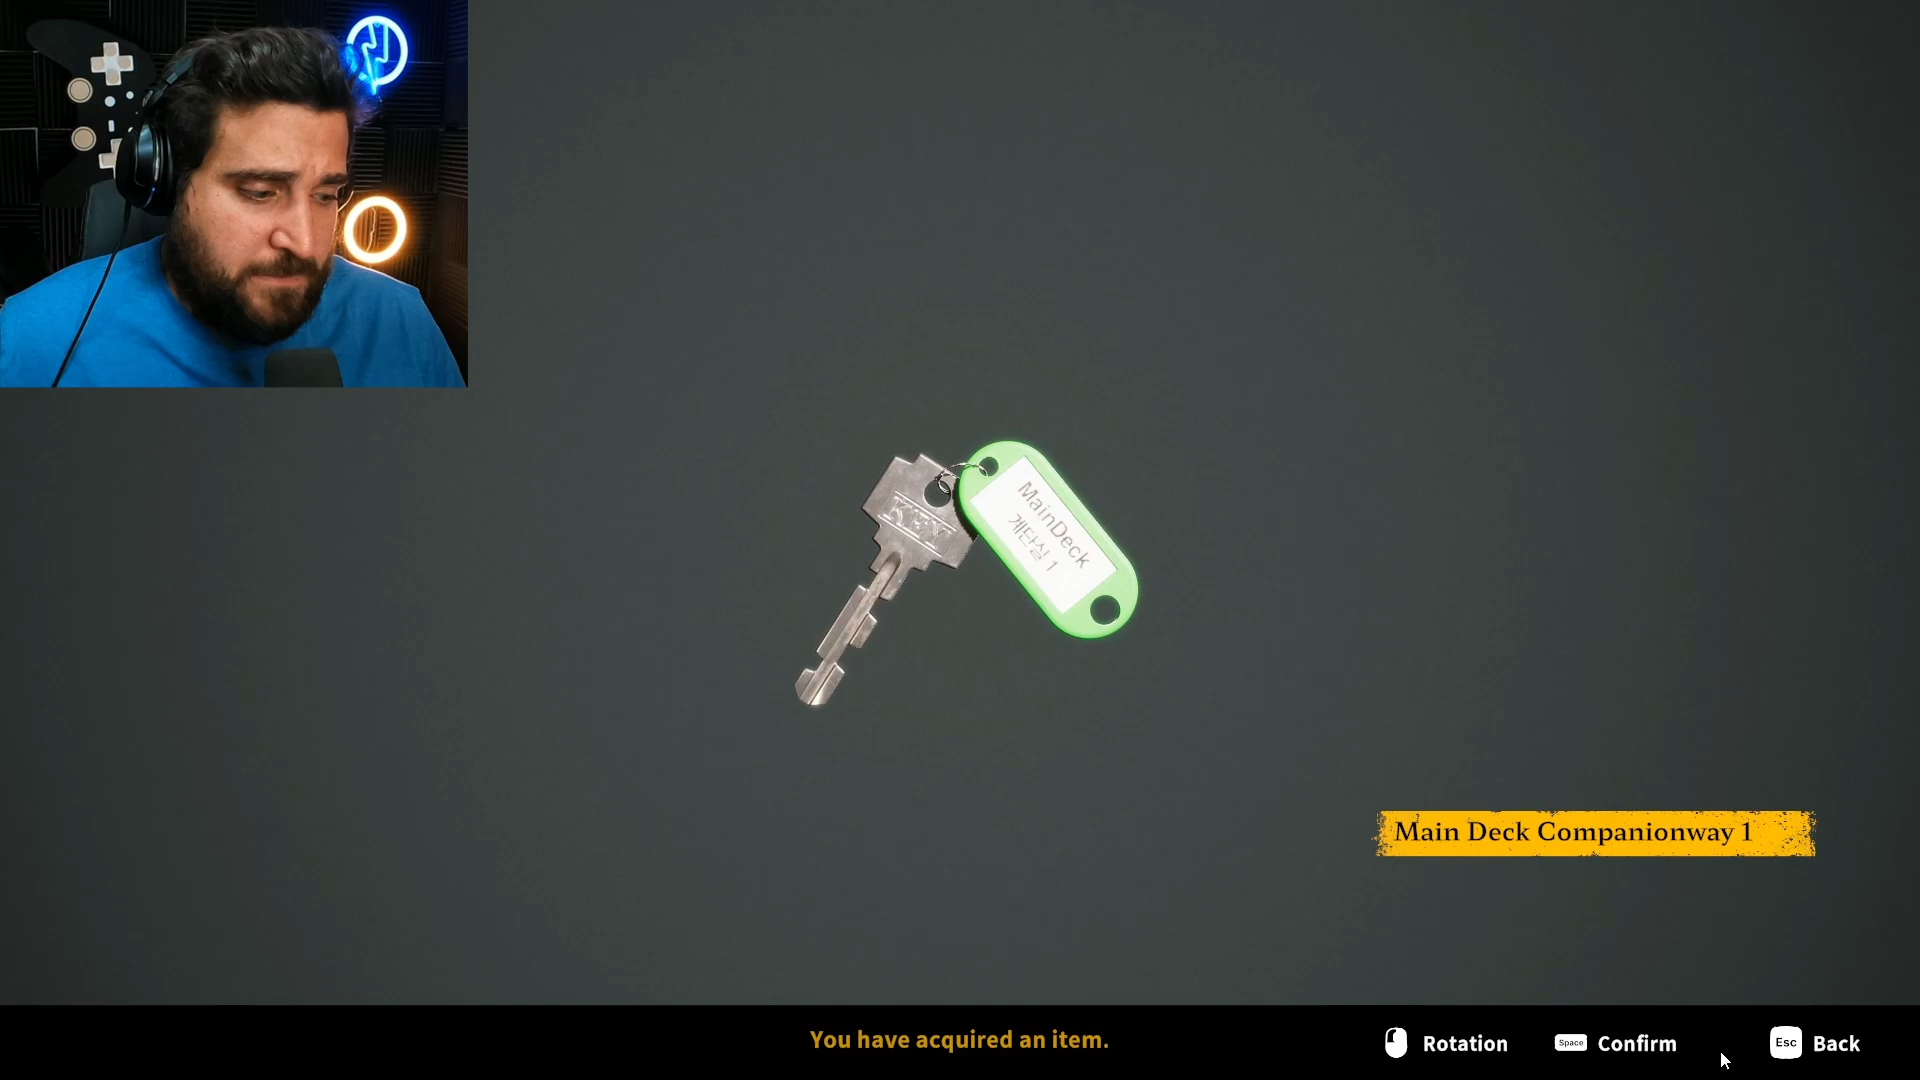 KEY
MainDeck
계단실 1
Main Deck Companionway 1
You have acquired an item.
Rotation
Space
Confirm
Esc
Back